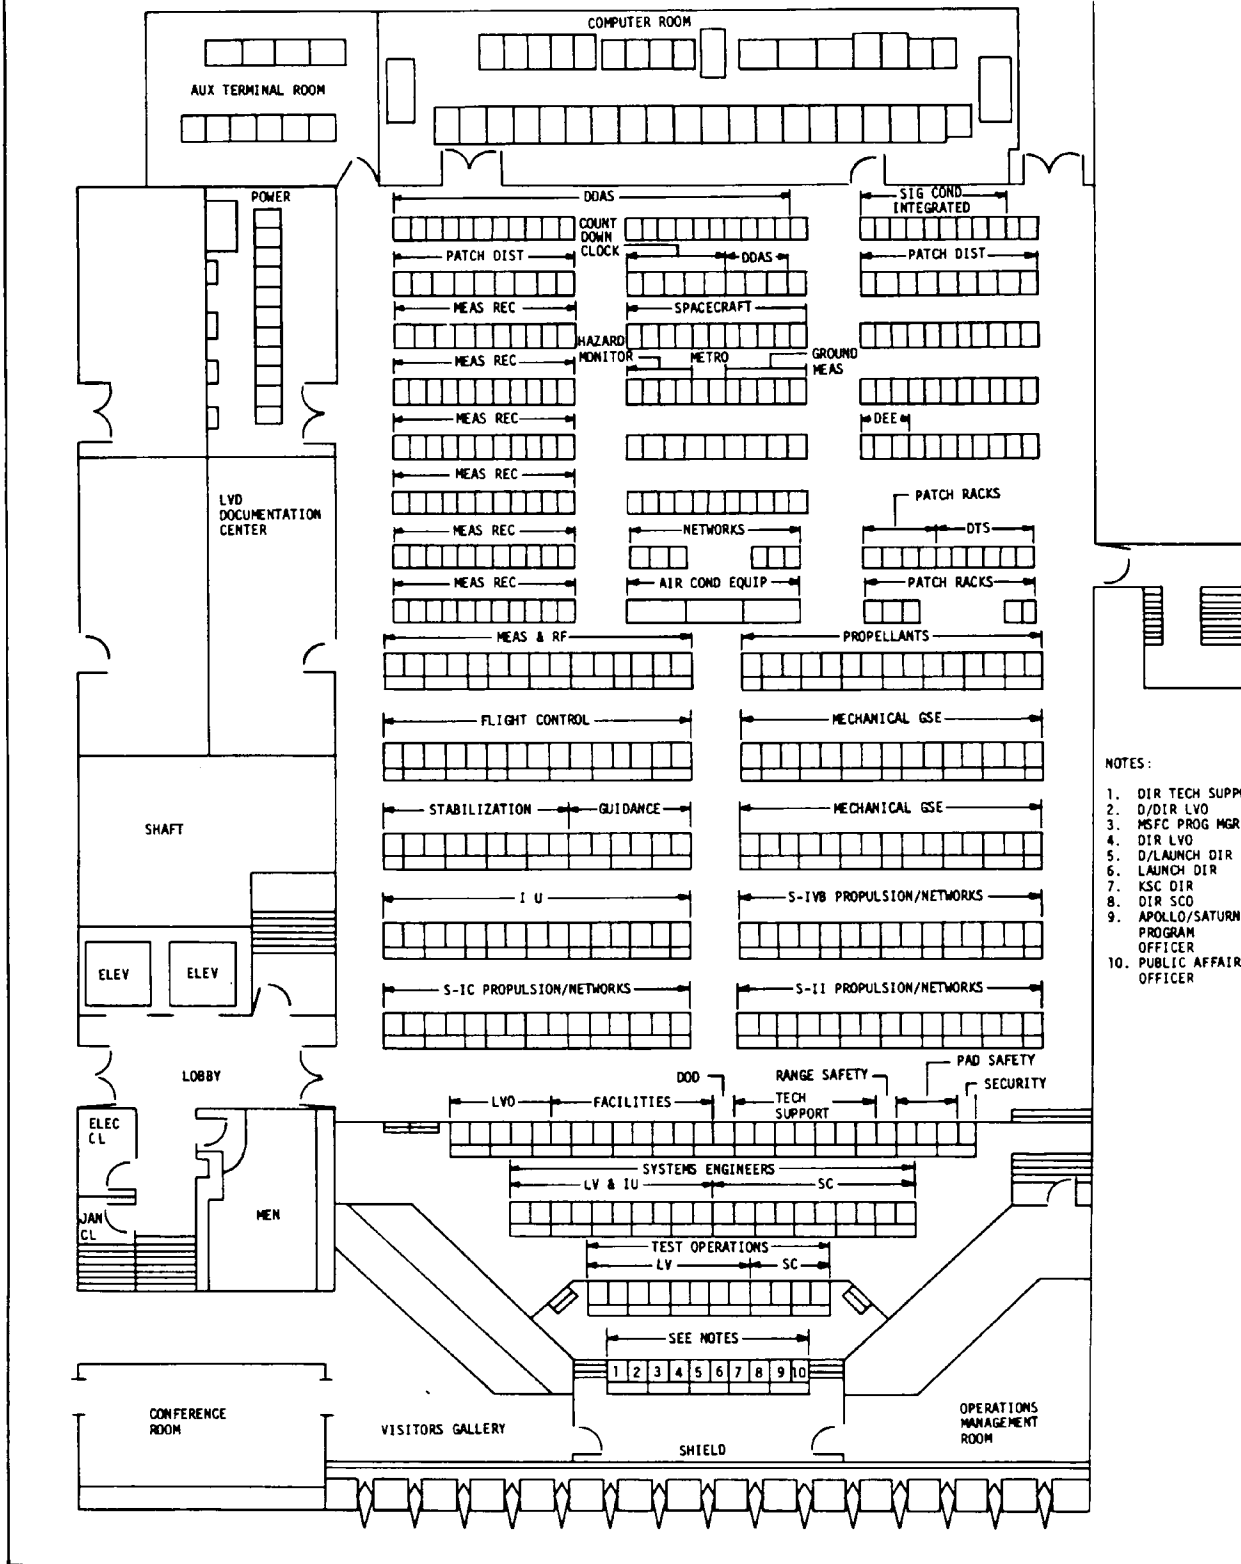 COMPUTER ROOM
AUX TERMINAL ROOM
POWER
DDAS
SIG COND
INTEGRATED
COUNT
DOWN
CLOCK
PATCH DIST
DDAS
PATCH DIST
MEAS REC
SPACECRAFT
HAZARD
MONITOR
METRO
GROUND
MEAS
MEAS REC
MEAS REC
DEE
MEAS REC
LVD
DOCUMENTATION
CENTER
PATCH RACKS
MEAS REC
NETWORKS
DTS
MEAS REC
AIR COND EQUIP
PATCH RACKS
MEAS & RF
PROPELLANTS
FLIGHT CONTROL
MECHANICAL GSE
STABILIZATION
GUIDANCE
MECHANICAL GSE
SHAFT
I U
S-IVB PROPULSION/NETWORKS
ELEV
ELEV
S-IC PROPULSION/NETWORKS
S-II PROPULSION/NETWORKS
NOTES:
1. DIR TECH SUPP
2. D/DIR LVO
3. MSFC PROG MGR
4. DIR LVO
5. D/LAUNCH DIR
6. LAUNCH DIR
7. KSC DIR
8. DIR SCO
9. APOLLO/SATURN
PROGRAM
OFFICER
10. PUBLIC AFFAIR
OFFICER
LOBBY
DOD
RANGE SAFETY
PAD SAFETY
SECURITY
LVO
FACILITIES
TECH
SUPPORT
ELEC
CL
SYSTEMS ENGINEERS
LV & IU
SC
JAN
CL
MEN
TEST OPERATIONS
LV
SC
SEE NOTES
1 2 3 4 5 6 7 8 9 10
CONFERENCE
ROOM
VISITORS GALLERY
SHIELD
OPERATIONS
MANAGEMENT
ROOM